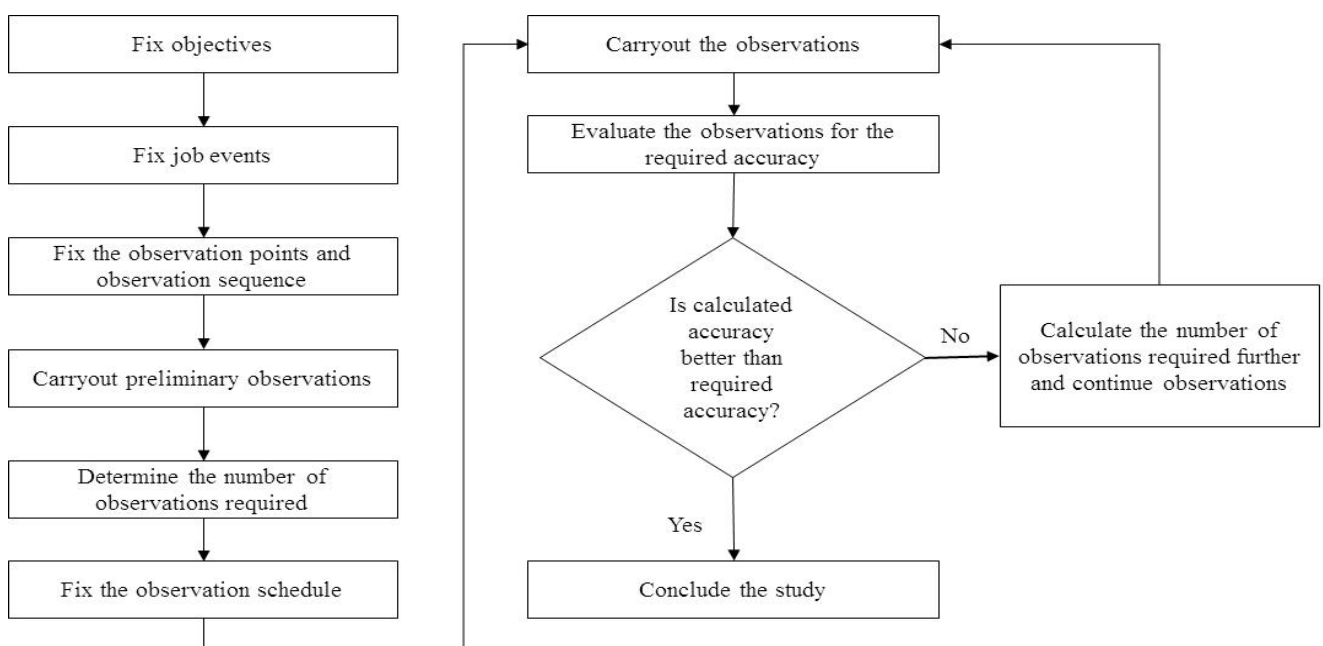 Fix objectives
Fix job events
Fix the observation points and
observation sequence
Carryout preliminary observations
Determine the number of
observations required
Fix the observation schedule
Carryout the observations
Evaluate the observations for the
required accuracy
Is calculated
accuracy
better than
required
accuracy?
No
Calculate the number of
observations required further
and continue observations
Yes
Conclude the study